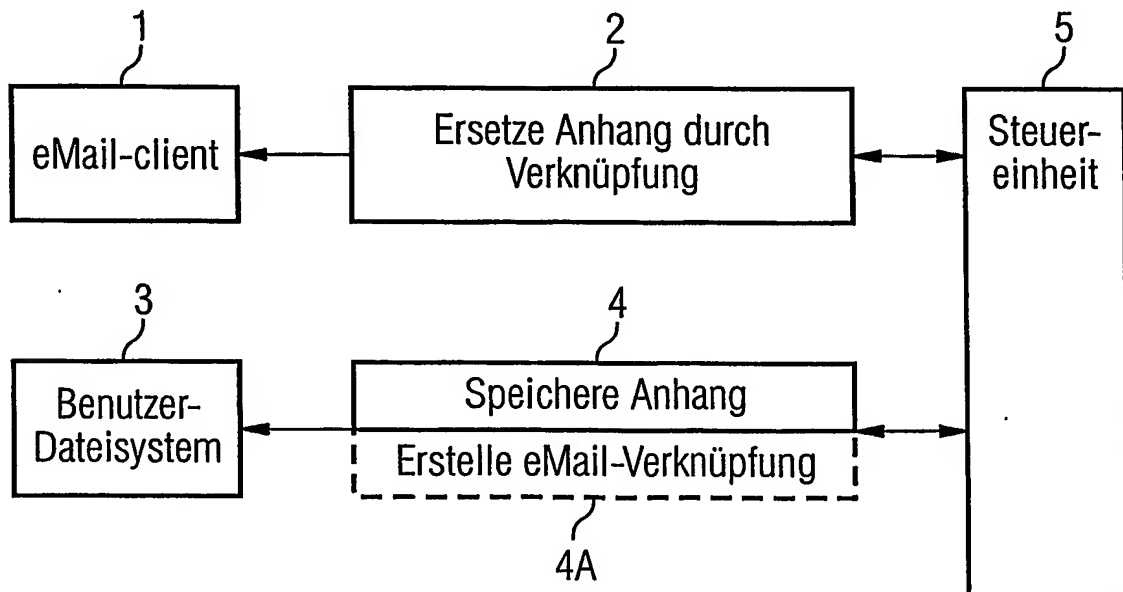 1
2
5
eMail-client
Ersetze Anhang durch
Verknüpfung
Steuer-
einheit
3
4
Benutzer-
Dateisystem
Speichere Anhang
Erstelle eMail-Verknüpfung
4A